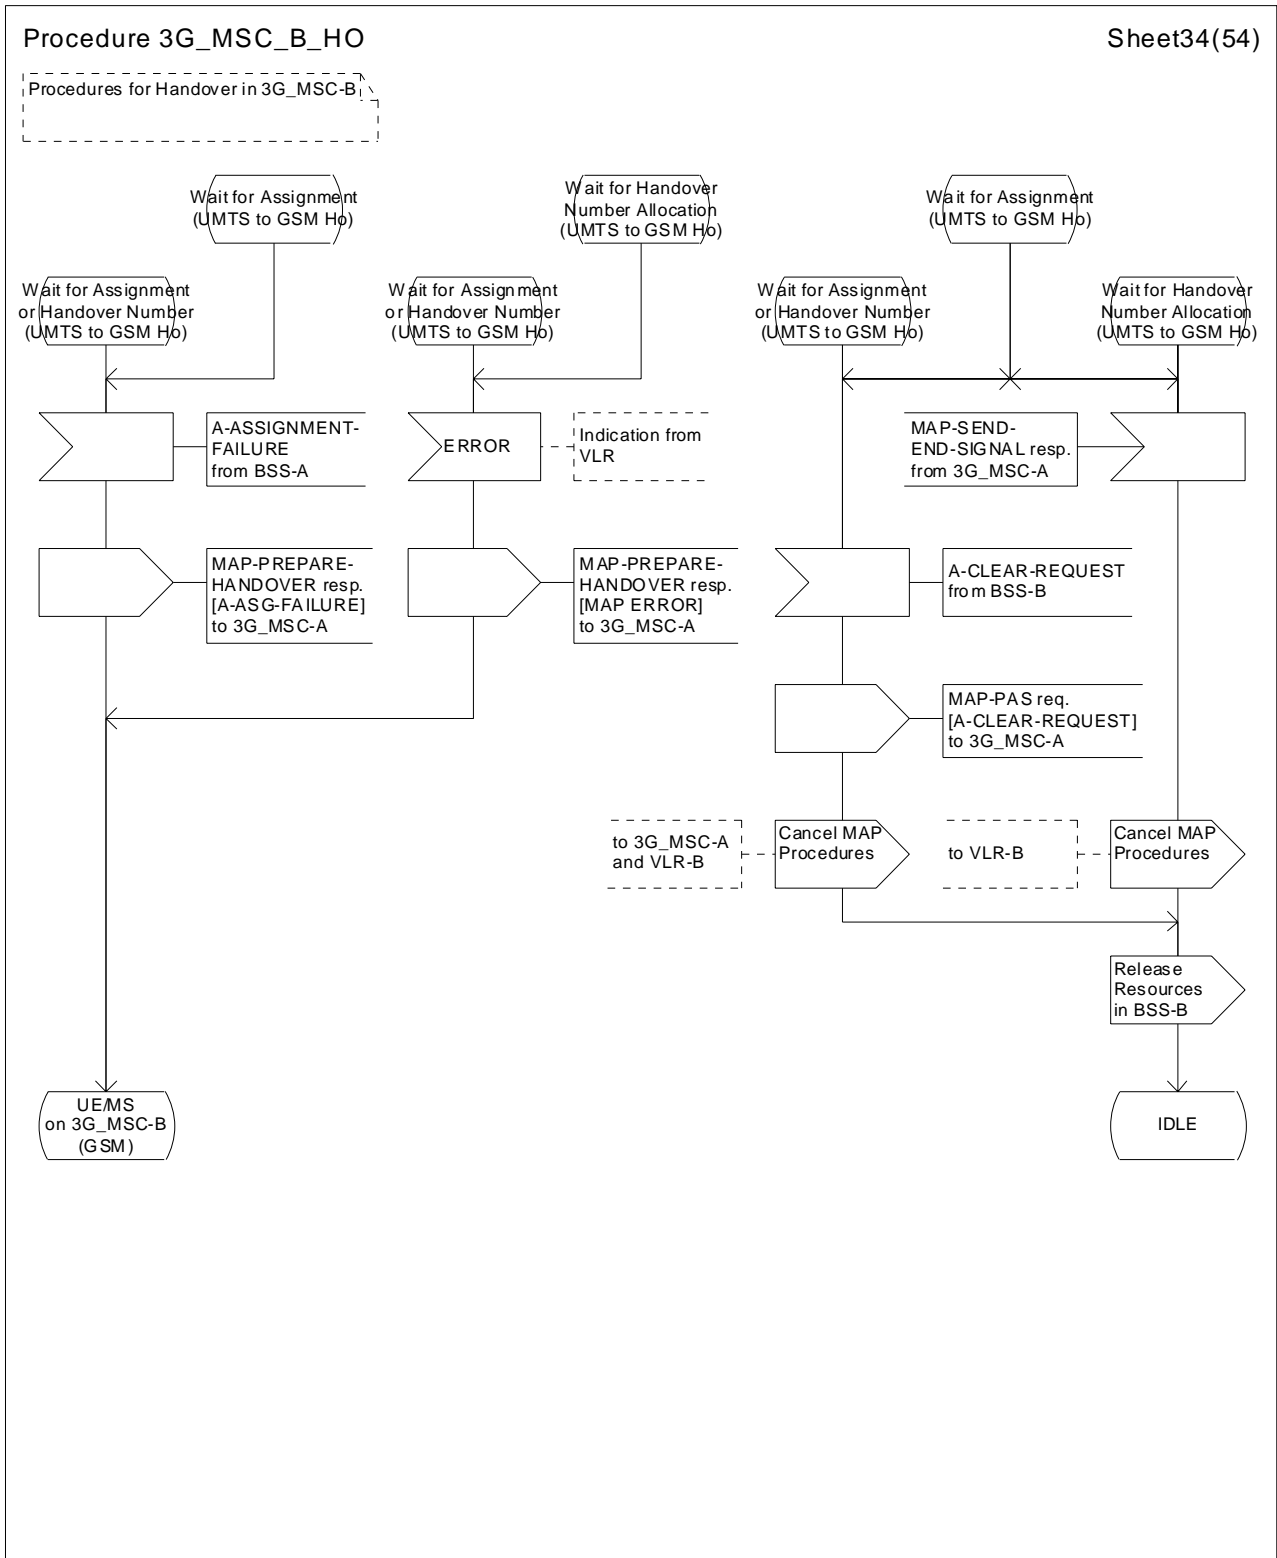 Procedure 3G_MSC_B_HO
Sheet34(54)
Procedures for Handover in 3G_MSC-B
Wait for Assignment
(UMTS to GSM Ho)
Wait for Handover
Number Allocation
(UMTS to GSM Ho)
Wait for Assignment
(UMTS to GSM Ho)
Wait for Assignment
or Handover Number
(UMTS to GSM Ho)
Wait for Assignment
or Handover Number
(UMTS to GSM Ho)
Wait for Assignment
or Handover Number
(UMTS to GSM Ho)
Wait for Handover
Number Allocation
(UMTS to GSM Ho)
A-ASSIGNMENT-
FAILURE
from BSS-A
ERROR
Indication from
VLR
MAP-SEND-
END-SIGNAL resp.
from 3G_MSC-A
MAP-PREPARE-
HANDOVER resp.
[A-ASG-FAILURE]
to 3G_MSC-A
MAP-PREPARE-
HANDOVER resp.
[MAP ERROR]
to 3G_MSC-A
A-CLEAR-REQUEST
from BSS-B
MAP-PAS req.
[A-CLEAR-REQUEST]
to 3G_MSC-A
to 3G_MSC-A
and VLR-B
Cancel MAP
Procedures
to VLR-B
Cancel MAP
Procedures
Release
Resources
in BSS-B
UE/MS
on 3G_MSC-B
(GSM)
IDLE